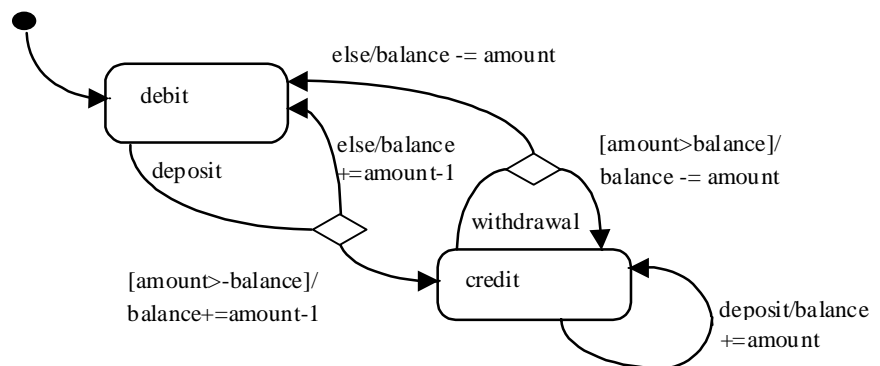 else/balance -= amount
debit
else/balance
+=amount-1
[amount>balance]/
balance -= amount
deposit
withdrawal
[amount>-balance]/
balance+=amount-1
credit
deposit/balance
+=amount